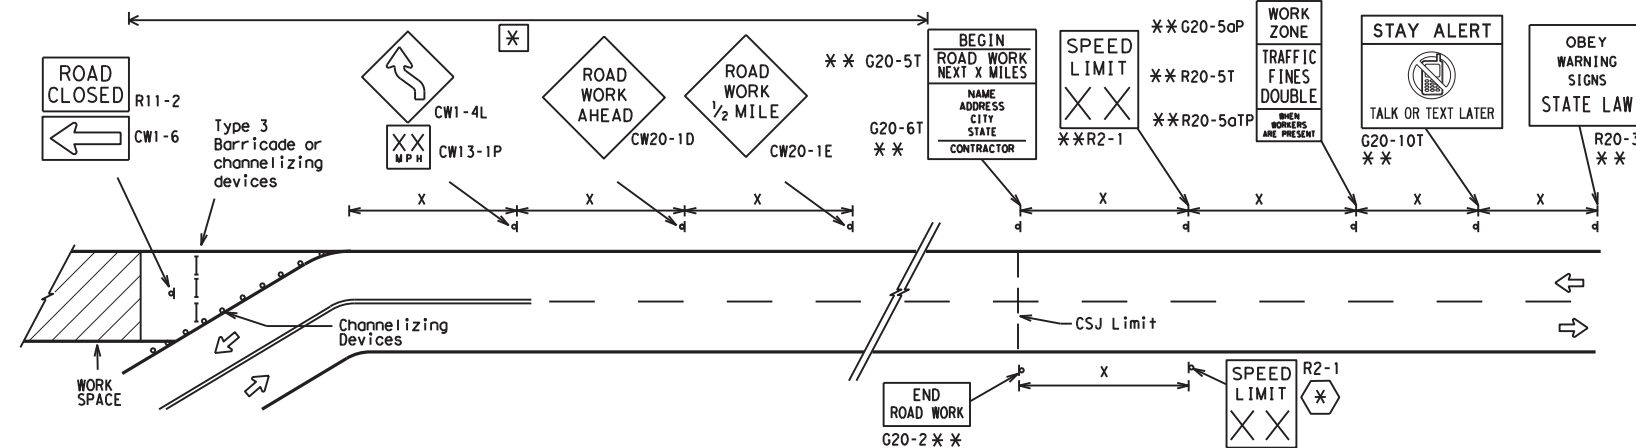 ROAD
CLOSED
R11-2
CW1-6
Type 3
Barricade or
channelizing
devices
CW1-4L
XX
MPH
CW13-1P
*
ROAD
WORK
AHEAD
CW20-1D
ROAD
WORK
1/2 MILE
CW20-1E
** G20-5T
G20-6T
**
BEGIN
ROAD WORK
NEXT X MILES
NAME
ADDRESS
CITY
STATE
CONTRACTOR
SPEED
LIMIT
XX
**R2-1
**G20-5aP
**R20-5T
**R20-5aTP
WORK
ZONE
TRAFFIC
FINES
DOUBLE
WHEN
WORKERS
ARE PRESENT
STAY ALERT
TALK OR TEXT LATER
G20-10T
**
OBEY
WARNING
SIGNS
STATE LAW
R20-3
**
X
X
X
X
X
X
X
Channelizing
Devices
CSJ Limit
WORK
SPACE
END
ROAD WORK
G20-2 **
X
SPEED
LIMIT
XX
R2-1
*